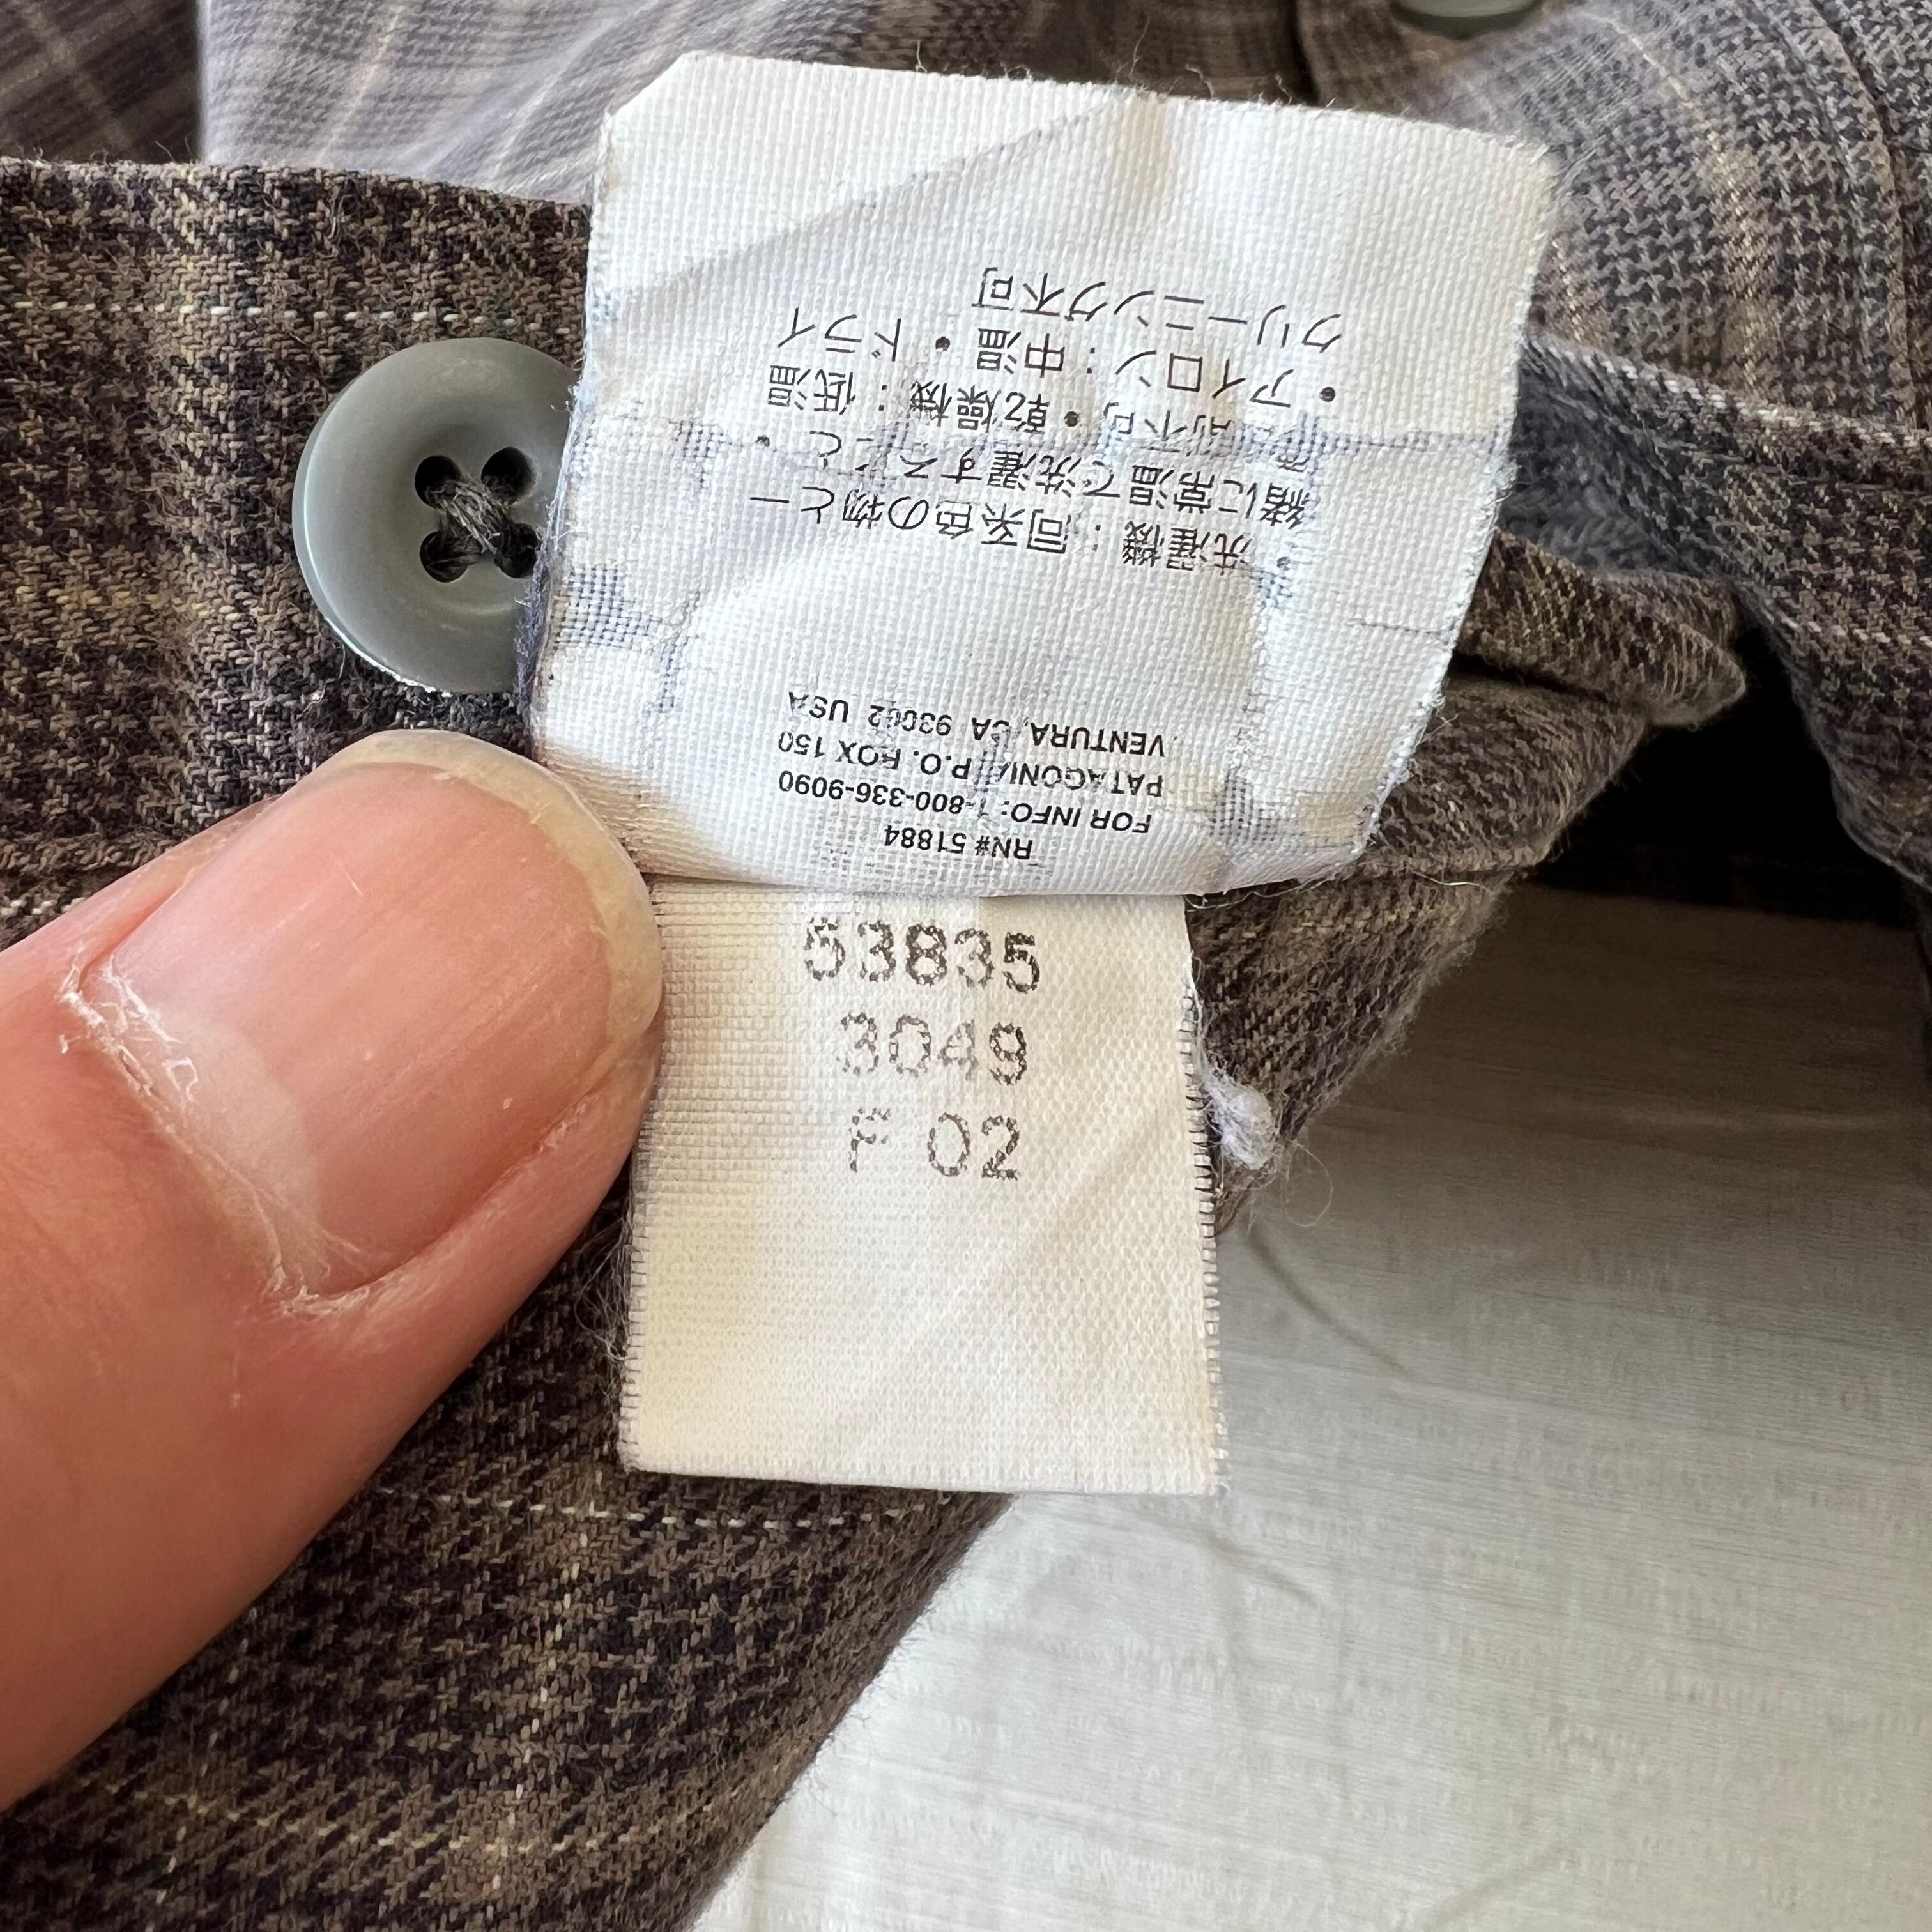 ・洗濯機：同系色の物と一
緒に常温で洗濯すること・
可不可・乾燥機：低温
・アイロン：中温・ドライ
クリーニング不可
VENTURA, CA 93002 USA
PATAGONIA P.O. BOX 150
FOR INFO: 1-800-336-9090
RN# 51884
53835
3049
F 02